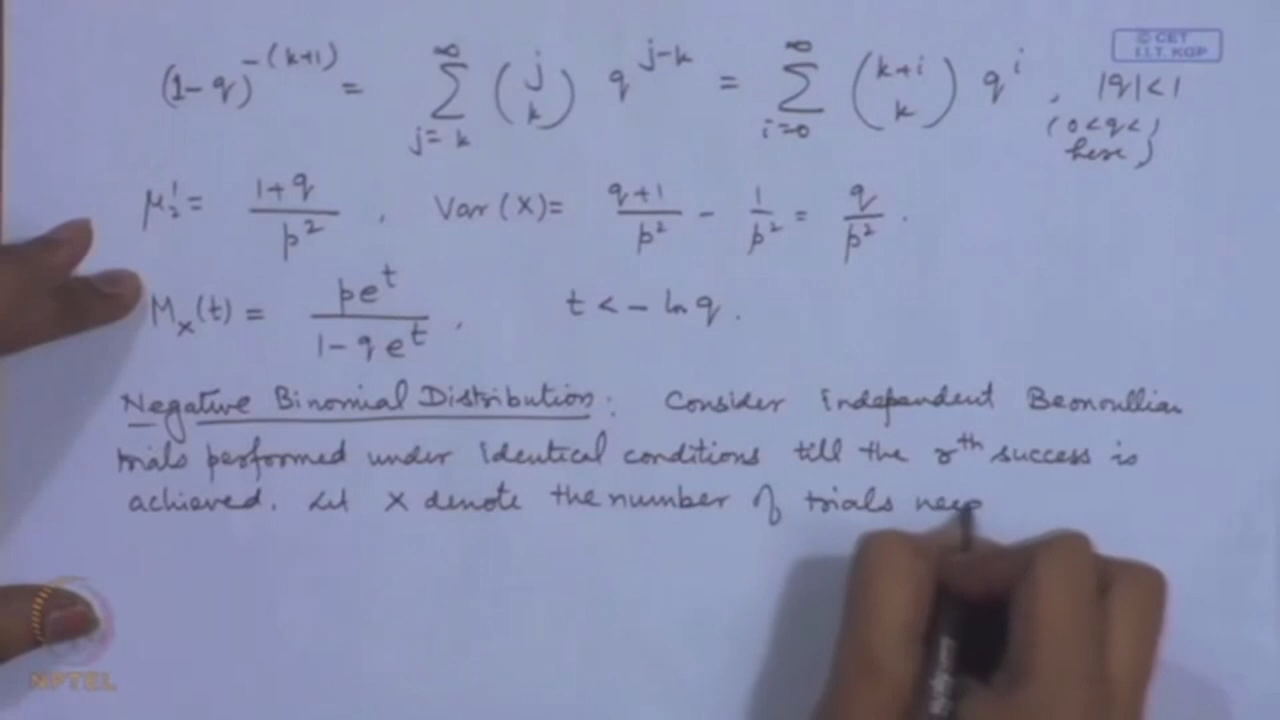 © CET
I.I.T. KGP
(1-q)^{-(k+1)} = \sum_{j=k}^{\infty} \binom{j}{k} q^{j-k} = \sum_{i=0}^{\infty} \binom{k+i}{k} q^i , |q|<1
(0<q<1
here)
\mu_2' = \frac{1+q}{p^2} , Var(X) = \frac{q+1}{p^2} - \frac{1}{p^2} = \frac{q}{p^2} .
M_X(t) = \frac{pe^t}{1-qe^t} , t < -\ln q .
Negative Binomial Distribution : Consider independent Bernoullian
trials performed under identical conditions till the r^{th} success is
achieved. Let X denote the number of trials nee
NPTEL